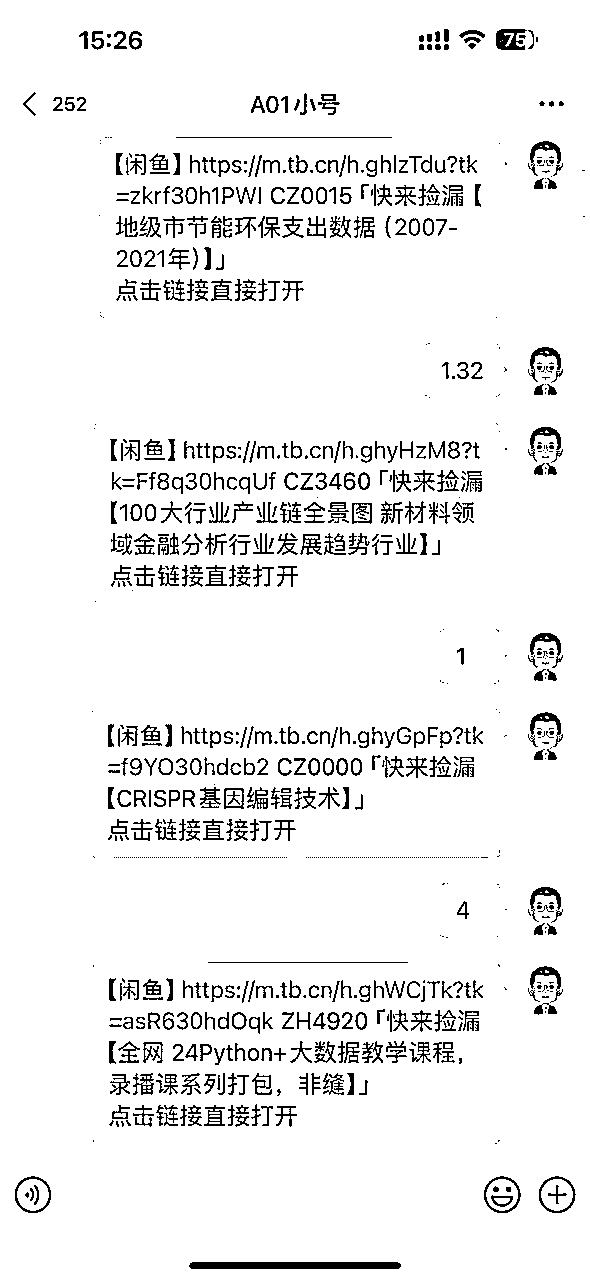 15:26
75
252
A01小号
【闲鱼】https://m.tb.cn/h.ghlzTdu?tk
=zkrf30h1PWI CZ0015「快来捡漏【
地级市节能环保支出数据（2007-
2021年）】」
点击链接直接打开
1.32
【闲鱼】https://m.tb.cn/h.ghyHzM8?t
k=Ff8q30hcqUf CZ3460「快来捡漏
【100大行业产业链全景图 新材料领
域金融分析行业发展趋势行业】」
点击链接直接打开
1
【闲鱼】https://m.tb.cn/h.ghyGpFp?tk
=f9YO30hdcb2 CZ0000「快来捡漏
【CRISPR基因编辑技术】」
点击链接直接打开
4
【闲鱼】https://m.tb.cn/h.ghWCjTk?tk
=asR630hdOqk ZH4920「快来捡漏
【全网 24Python+大数据教学课程，
录播课系列打包，非缝】」
点击链接直接打开